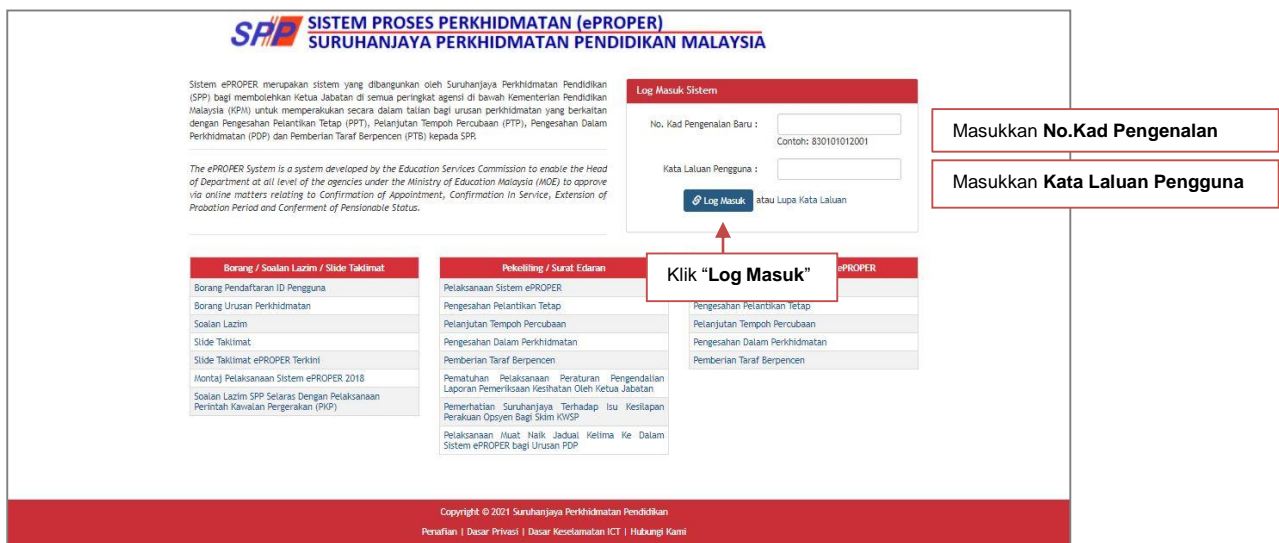 SPP SISTEM PROSES PERKHIDMATAN (ePROPER)
SURUHANJAYA PERKHIDMATAN PENDIDIKAN MALAYSIA
Sistem ePROPER merupakan sistem yang dibangunkan oleh Suruhanjaya Perkhidmatan Pendidikan
(SPP) bagi membolehkan Ketua Jabatan di semua peringkat agensi di bawah Kementerian Pendidikan
Malaysia (KPM) untuk memperakukan secara dalam talian bagi urusan perkhidmatan yang berkaitan
dengan Pengesahan Pelantikan Tetap (PPT), Pelanjutan Tempoh Percubaan (PTP), Pengesahan Dalam
Perkhidmatan (PDP) dan Pemberian Taraf Berpencen (PTB) kepada SPP.
The ePROPER System is a system developed by the Education Services Commission to enable the Head
of Department at all level of the agencies under the Ministry of Education Malaysia (MOE) to approve
via online matters relating to Confirmation of Appointment, Confirmation In Service, Extension of
Probation Period and Conferment of Pensionable Status.
Log Masuk Sistem
No. Kad Pengenalan Baru :
Contoh: 830101012001
Kata Laluan Pengguna :
Log Masuk atau Lupa Kata Laluan
Masukkan No.Kad Pengenalan
Masukkan Kata Laluan Pengguna
Klik “Log Masuk”
Borang / Soalan Lazim / Slide Taklimat
Borang Pendaftaran ID Pengguna
Borang Urusan Perkhidmatan
Soalan Lazim
Slide Taklimat
Slide Taklimat ePROPER Terkini
Montaj Pelaksanaan Sistem ePROPER 2018
Soalan Lazim SPP Selaras Dengan Pelaksanaan
Perintah Kawalan Pergerakan (PKP)
Pekeliling / Surat Edaran
Pelaksanaan Sistem ePROPER
Pengesahan Pelantikan Tetap
Pelanjutan Tempoh Percubaan
Pengesahan Dalam Perkhidmatan
Pemberian Taraf Berpencen
Pematuhan Pelaksanaan Peraturan Pengendalian
Laporan Pemeriksaan Kesihatan Oleh Ketua Jabatan
Pemerhatian Suruhanjaya Terhadap Isu Kesilapan
Perakuan Opsyen Bagi Skim KWSP
Pelaksanaan Muat Naik Jadual Kelima Ke Dalam
Sistem ePROPER bagi Urusan PDP
ePROPER
Pengesahan Pelantikan Tetap
Pelanjutan Tempoh Percubaan
Pengesahan Dalam Perkhidmatan
Pemberian Taraf Berpencen
Copyright © 2021 Suruhanjaya Perkhidmatan Pendidikan
Penafian | Dasar Privasi | Dasar Keselamatan ICT | Hubungi Kami